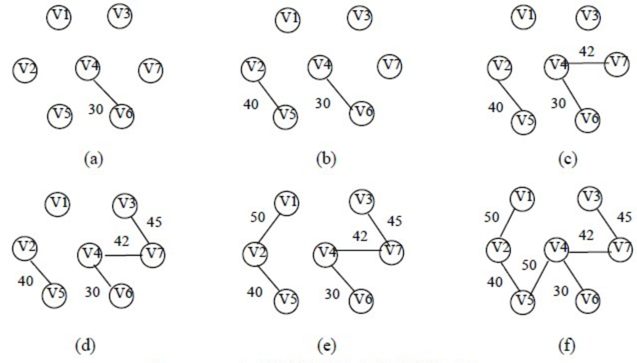 V1 V3 V1 V3 V1 V3
42
V2 V4 V7 V2 V4 V7 V2 V4 V7
30 40 30 40 30
V5 V6 V5 V6 V5 V6
(a) (b) (c)
V1 V3 V1 V3 V1 V3
45 50 45 50 45
42 42 42
V2 V4 V7 V2 V4 V7 V2 V4 V7
50
40 30 40 30 40 30
V5 V6 V5 V6 V5 V6
(d) (e) (f)